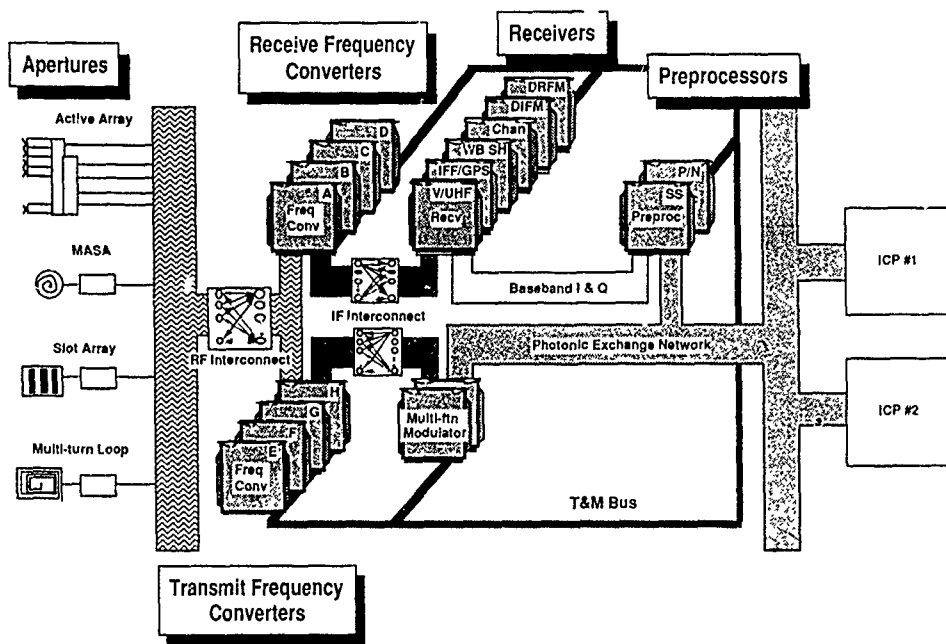 Apertures
Receive Frequency
Converters
Receivers
Preprocessors
Active Array
MASA
Slot Array
Multi-turn Loop
RF Interconnect
D
C
B
A
Freq
Conv
DRFM
DIFM
Chan
WB SH
IFF/GPS
V/UHF
Recv
P/N
SS
Preproc
IF Interconnect
Baseband I & Q
Photonic Exchange Network
ICP #1
ICP #2
H
G
F
E
Freq
Conv
Multi-ftn
Modulator
T&M Bus
Transmit Frequency
Converters